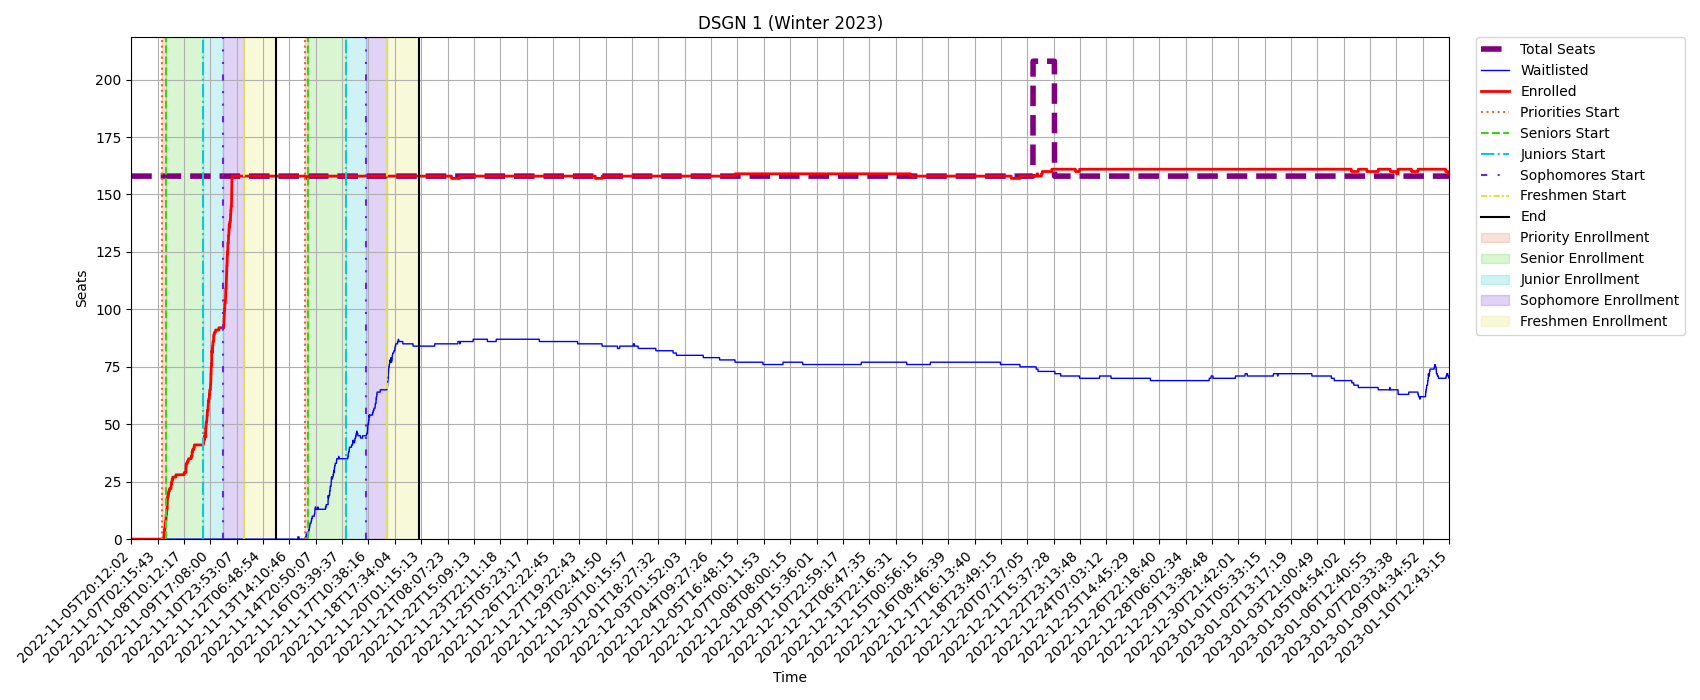 DSGN 1 (Winter 2023)
Total Seats
Waitlisted
Enrolled
Priorities Start
Seniors Start
Juniors Start
Sophomores Start
Freshmen Start
End
Priority Enrollment
Senior Enrollment
Junior Enrollment
Sophomore Enrollment
Freshmen Enrollment
Seats
200
175
150
125
100
75
50
25
0
2022-11-05T20:12:02
2022-11-07T02:15:43
2022-11-08T10:12:17
2022-11-09T17:08:00
2022-11-10T23:53:07
2022-11-12T06:48:54
2022-11-13T14:10:46
2022-11-14T20:50:07
2022-11-16T03:39:37
2022-11-17T10:38:16
2022-11-18T17:34:04
2022-11-20T01:15:13
2022-11-21T08:07:23
2022-11-22T15:09:13
2022-11-23T22:11:18
2022-11-25T05:23:17
2022-11-26T12:22:45
2022-11-27T19:22:43
2022-11-29T02:41:50
2022-11-30T10:15:57
2022-12-01T18:27:32
2022-12-03T01:52:03
2022-12-04T09:27:26
2022-12-05T16:48:15
2022-12-07T00:11:53
2022-12-08T08:00:15
2022-12-09T15:36:01
2022-12-10T22:59:17
2022-12-12T06:47:35
2022-12-13T22:16:31
2022-12-15T00:56:15
2022-12-16T08:46:39
2022-12-17T16:13:40
2022-12-18T23:49:15
2022-12-20T07:27:05
2022-12-21T15:37:28
2022-12-22T23:13:48
2022-12-24T07:03:12
2022-12-25T14:45:29
2022-12-26T22:18:40
2022-12-28T06:02:34
2022-12-29T13:38:48
2022-12-30T21:42:01
2023-01-01T05:33:15
2023-01-02T13:17:19
2023-01-03T21:00:49
2023-01-05T04:54:02
2023-01-06T12:40:55
2023-01-07T20:33:38
2023-01-09T04:34:52
2023-01-10T12:43:15
Time